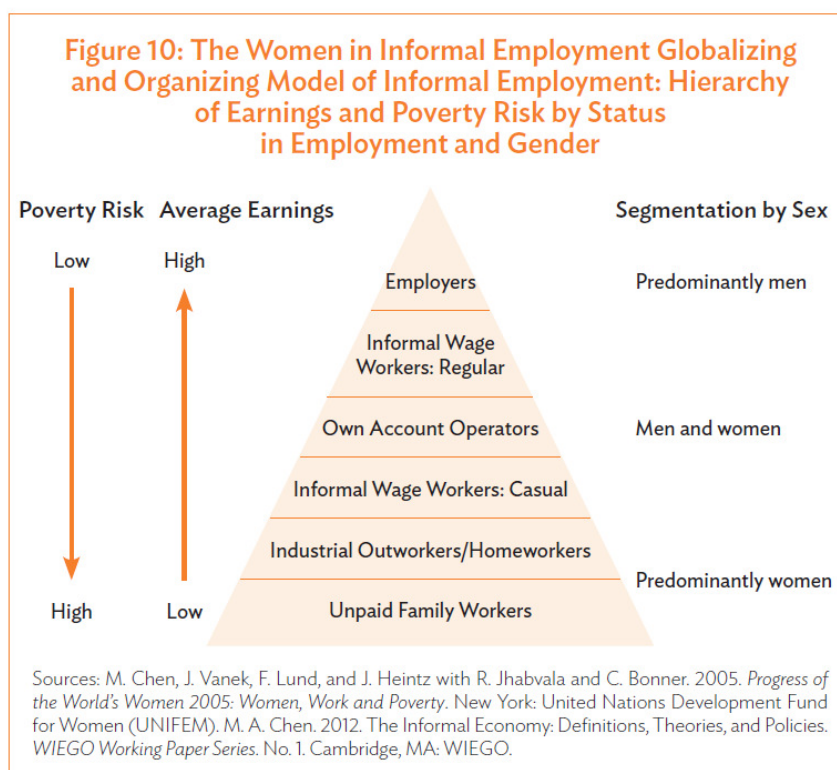 Figure 10: The Women in Informal Employment Globalizing
and Organizing Model of Informal Employment: Hierarchy
of Earnings and Poverty Risk by Status
in Employment and Gender
Poverty Risk Average Earnings Segmentation by Sex
Low High
Employers Predominantly men
Informal Wage
Workers: Regular
Own Account Operators Men and women
Informal Wage Workers: Casual
Industrial Outworkers/Homeworkers
Predominantly women
High Low Unpaid Family Workers
Sources: M. Chen, J. Vanek, F. Lund, and J. Heintz with R. Jhabvala and C. Bonner. 2005. Progress of
the World's Women 2005: Women, Work and Poverty. New York: United Nations Development Fund
for Women (UNIFEM). M. A. Chen. 2012. The Informal Economy: Definitions, Theories, and Policies.
WIEGO Working Paper Series. No. 1. Cambridge, MA: WIEGO.